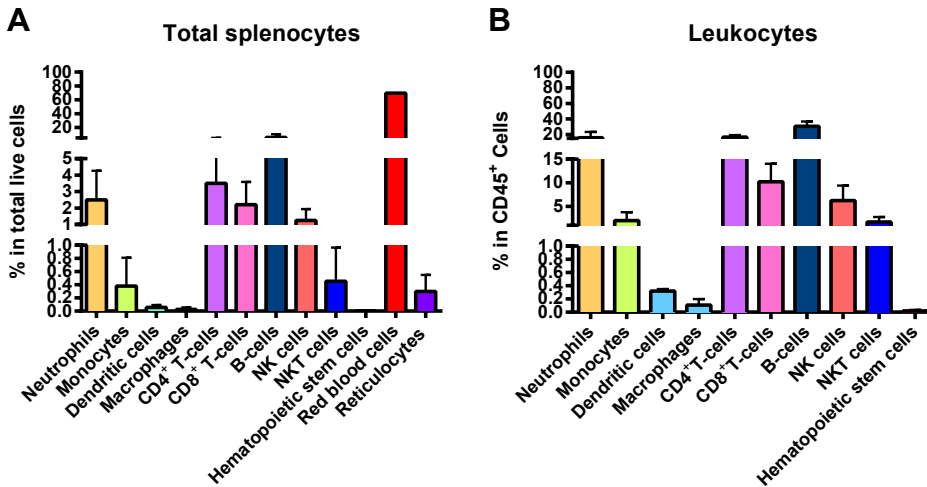 A
Total splenocytes
% in total live cells
100
80
60
40
20
5
4
3
2
1
1.0
0.8
0.6
0.4
0.2
0.0
Neutrophils
Monocytes
Dendritic cells
Macrophages
CD4⁺ T-cells
CD8⁺ T-cells
B-cells
NK cells
NKT cells
Hematopoietic stem cells
Red blood cells
Reticulocytes
B
Leukocytes
% in CD45⁺ Cells
100
80
60
40
20
15
10
5
1.0
0.8
0.6
0.4
0.2
0.0
Neutrophils
Monocytes
Dendritic cells
Macrophages
CD4⁺T-cells
CD8⁺T-cells
B-cells
NK cells
NKT cells
Hematopoietic stem cells